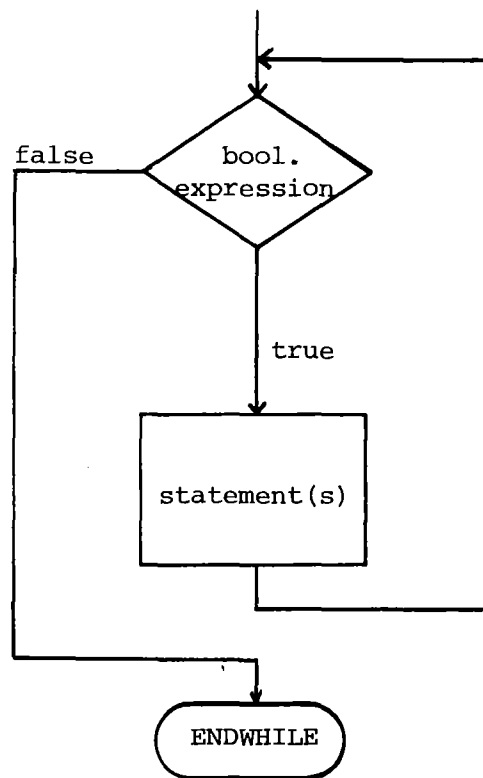 false
bool.
expression
true
statement(s)
ENDWHILE